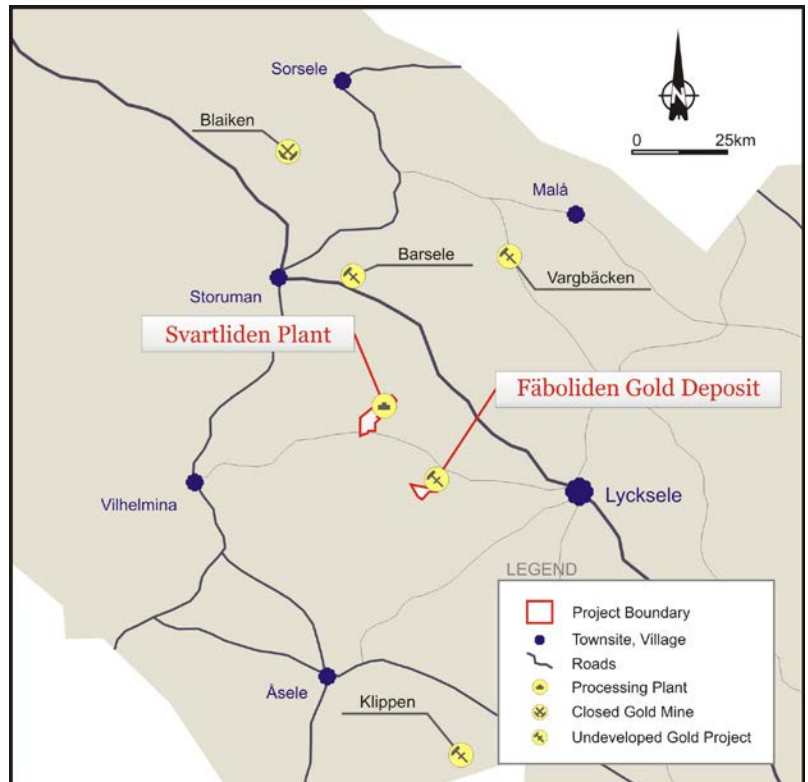 Sorsele
Blaiken
N
0 25km
Malå
Barsele
Vargbäcken
Storuman
Svartliden Plant
Fäboliden Gold Deposit
Vilhelmina
Lycksele
LEGEND
Project Boundary
Townsite, Village
Roads
Processing Plant
Closed Gold Mine
Undeveloped Gold Project
Åsele
Klippen